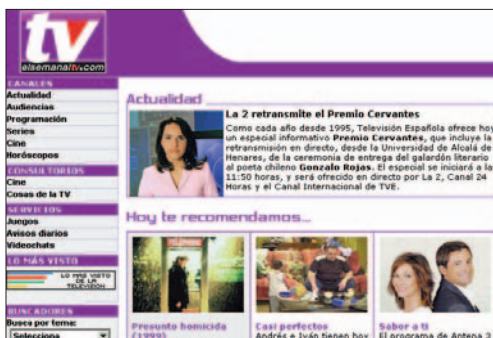 tv
elsemanaltv.com
CANALES
Actualidad
Audiencias
Programación
Series
Cine
Horóscopos
CONSULTORIOS
Cine
Cosas de la TV
SERVICIOS
Juegos
Avisos diarios
Videochats
LO MÁS VISTO
LO MÁS VISTO
DE LA
TELEVISIÓN
BUSCADORES
Busca por tema:
Selecciona
Actualidad
La 2 retransmite el Premio Cervantes
Como cada año desde 1995, Televisión Española ofrece hoy
un especial informativo Premio Cervantes, que incluye la
retransmisión en directo, desde la Universidad de Alcalá de
Henares, de la ceremonia de entrega del galardón literario
al poeta chileno Gonzalo Rojas. El especial se iniciará a la
11:50 horas, y será ofrecido en directo por La 2, Canal 24
Horas y el Canal Internacional de TVE.
Hoy te recomendamos...
TELEPHONE
Presunto homicida
(1999)
Casi perfectos
Andrés e Iván tienen hoy
Sabor a ti
El programa de Antena 3